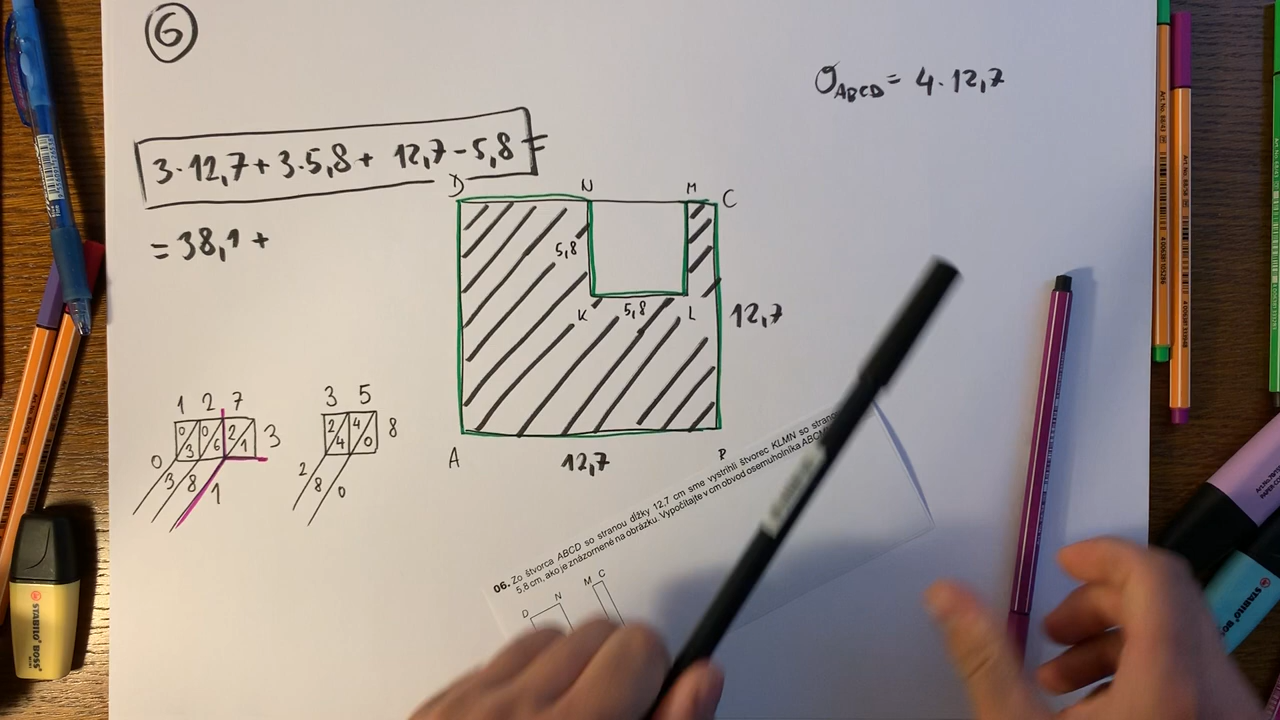 6
O ABCD = 4·12,7
3·12,7+3·5,8+ 12,7-5,8 =
= 38,1 +
D N M C
5,8
K 5,8 L
12,7
A
12,7
1 2 7
0 0 2
3 6 1
3
0 3 8 1
3 5
2 4
4 0
8
2 8 0
06. Zo štvorca ABCD so stranou dĺžky 12,7 cm sme vystrihli štvorec KLMN so
5,8 cm, ako je znázornené na obrázku. Vypočítajte v cm obvod osemuholníka
D N M C
STABILO BOSS